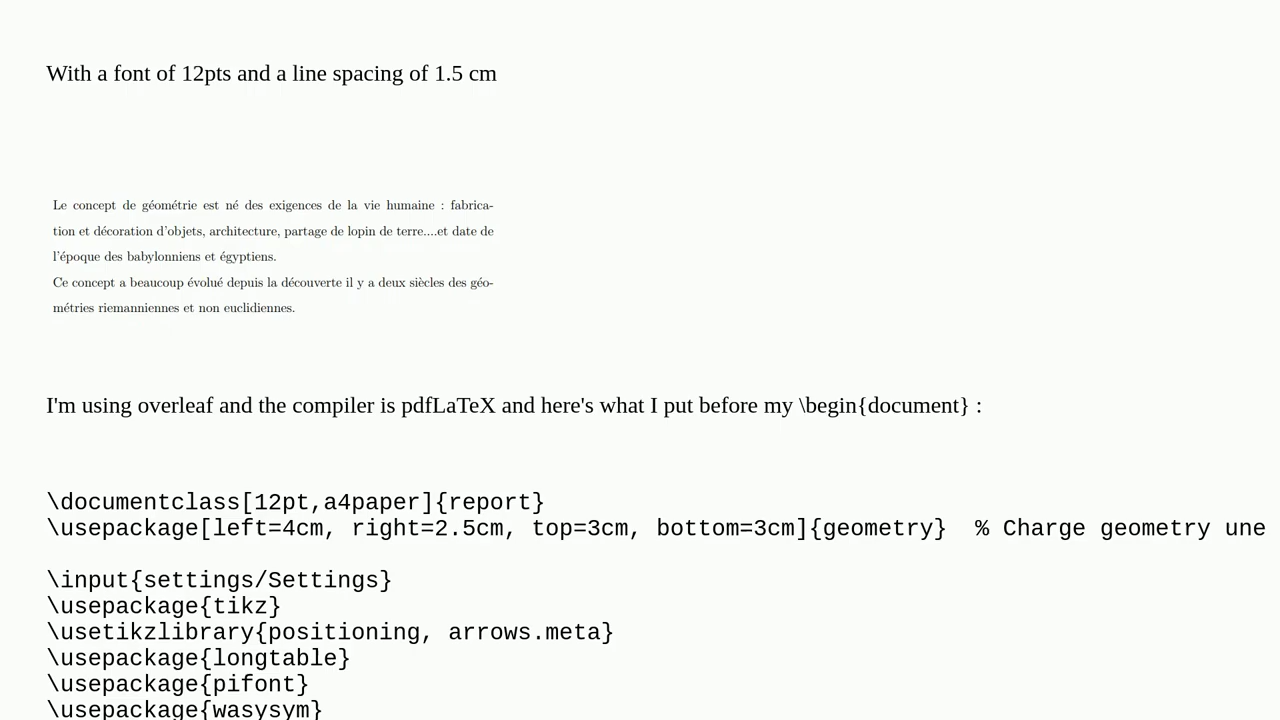 With a font of 12pts and a line spacing of 1.5 cm
Le concept de géométrie est né des exigences de la vie humaine : fabrica-
tion et décoration d'objets, architecture, partage de lopin de terre....et date de
l'époque des babylonniens et égyptiens.
Ce concept a beaucoup évolué depuis la découverte il y a deux siècles des géo-
métries riemanniennes et non euclidiennes.
I'm using overleaf and the compiler is pdfLaTeX and here's what I put before my \begin{document} :
\documentclass[12pt,a4paper]{report}
\usepackage[left=4cm, right=2.5cm, top=3cm, bottom=3cm]{geometry}  % Charge geometry une
\input{settings/Settings}
\usepackage{tikz}
\usetikzlibrary{positioning, arrows.meta}
\usepackage{longtable}
\usepackage{pifont}
\usepackage{wasysym}